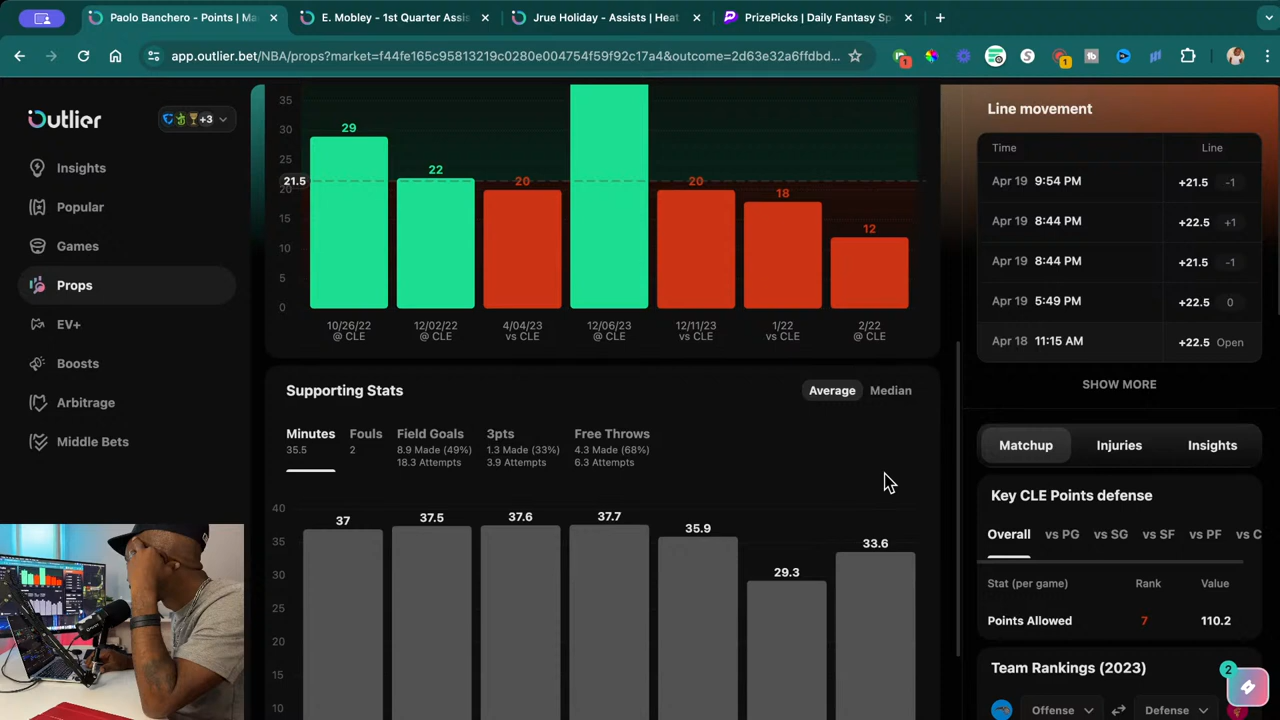 Paolo Banchero - Points | Ma
E. Mobley - 1st Quarter Assis
Jrue Holiday - Assists | Heat
PrizePicks | Daily Fantasy Sp
outlier.bet/NBA/props?market=f44fe165c95813219c0280e004754f59f92c17a4&outcome=2d63e32a6ffdbd...
1
1
Outlier
+3
Insights
Popular
Games
Props
EV+
Boosts
Arbitrage
Middle Bets
35
30
25
21.5
20
15
10
5
0
29
22
20
20
18
12
10/26/22
@ CLE
12/02/22
@ CLE
4/04/23
vs CLE
12/06/23
@ CLE
12/11/23
vs CLE
1/22
vs CLE
2/22
@ CLE
Supporting Stats
Average
Median
Minutes
35.5
Fouls
2
Field Goals
8.9 Made (49%)
18.3 Attempts
3pts
1.3 Made (33%)
3.9 Attempts
Free Throws
4.3 Made (68%)
6.3 Attempts
40
35
30
25
20
15
10
37
37.5
37.6
37.7
35.9
29.3
33.6
Line movement
Time Line
Apr 19 9:54 PM +21.5 -1
Apr 19 8:44 PM +22.5 +1
Apr 19 8:44 PM +21.5 -1
Apr 19 5:49 PM +22.5 0
Apr 18 11:15 AM +22.5 Open
SHOW MORE
Matchup
Injuries
Insights
Key CLE Points defense
Overall vs PG vs SG vs SF vs PF vs C
Stat (per game) Rank Value
Points Allowed 7 110.2
Team Rankings (2023)
2
Offense
Defense